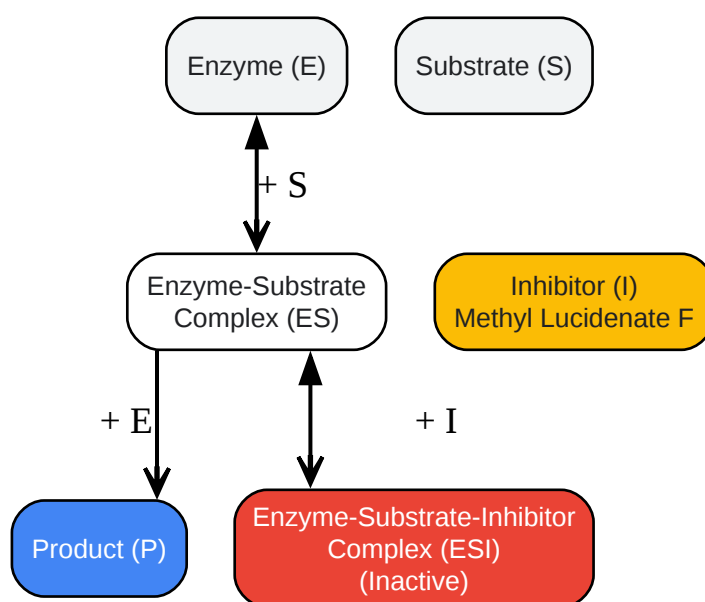 Enzyme (E)
Substrate (S)
+ S
Enzyme-Substrate
Complex (ES)
Inhibitor (I)
Methyl Lucidenate F
+ E
+ I
Product (P)
Enzyme-Substrate-Inhibitor
Complex (ESI)
(Inactive)